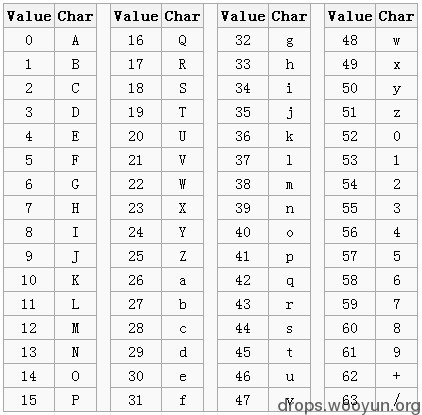 Value Char Value Char Value Char Value Char
0 A 16 Q 32 g 48 w
1 B 17 R 33 h 49 x
2 C 18 S 34 i 50 y
3 D 19 T 35 j 51 z
4 E 20 U 36 k 52 0
5 F 21 V 37 l 53 1
6 G 22 W 38 m 54 2
7 H 23 X 39 n 55 3
8 I 24 Y 40 o 56 4
9 J 25 Z 41 p 57 5
10 K 26 a 42 q 58 6
11 L 27 b 43 r 59 7
12 M 28 c 44 s 60 8
13 N 29 d 45 t 61 9
14 O 30 e 46 u 62 +
15 P 31 f 47 v 63 /
drops.wooyun.org